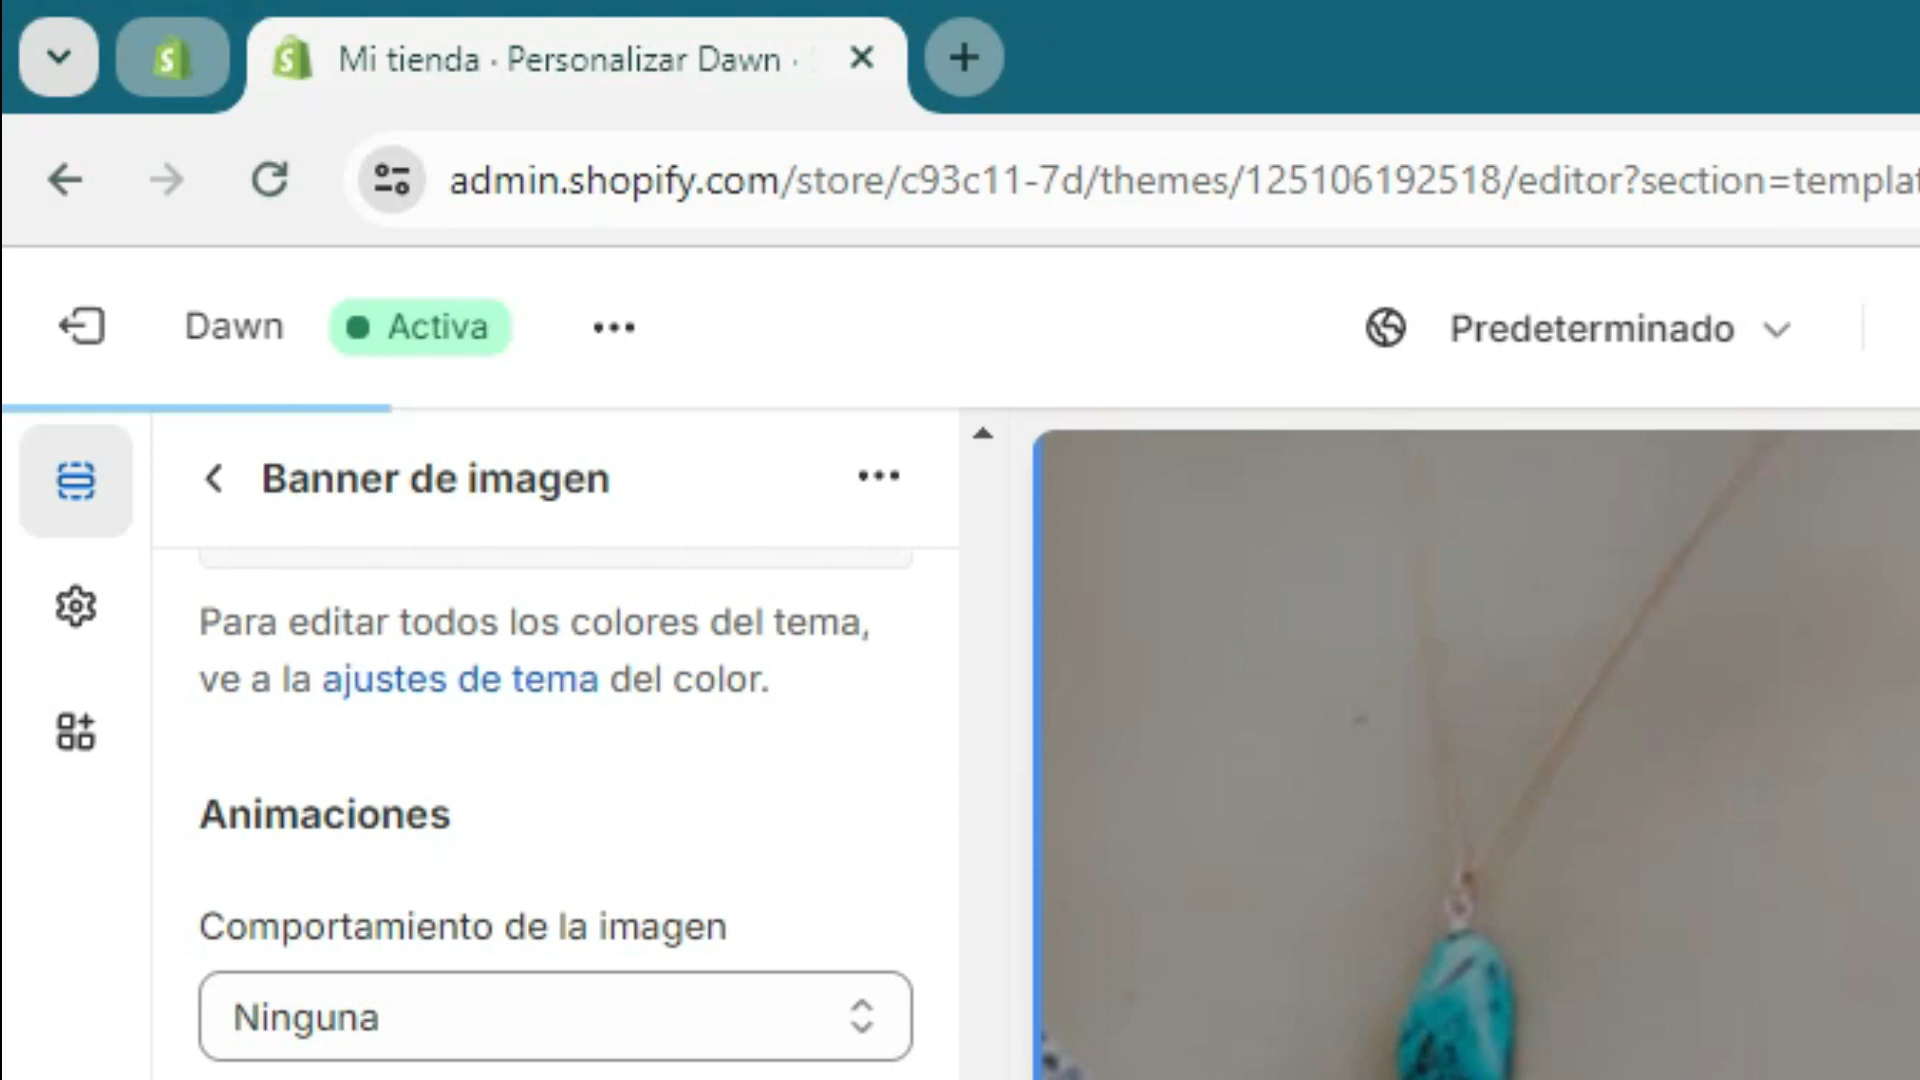 Mi tienda · Personalizar Dawn ·
admin.shopify.com/store/c93c11-7d/themes/125106192518/editor?section=templat
Dawn
Activa
Predeterminado
Banner de imagen
Para editar todos los colores del tema,
ve a la ajustes de tema del color.
Animaciones
Comportamiento de la imagen
Ninguna